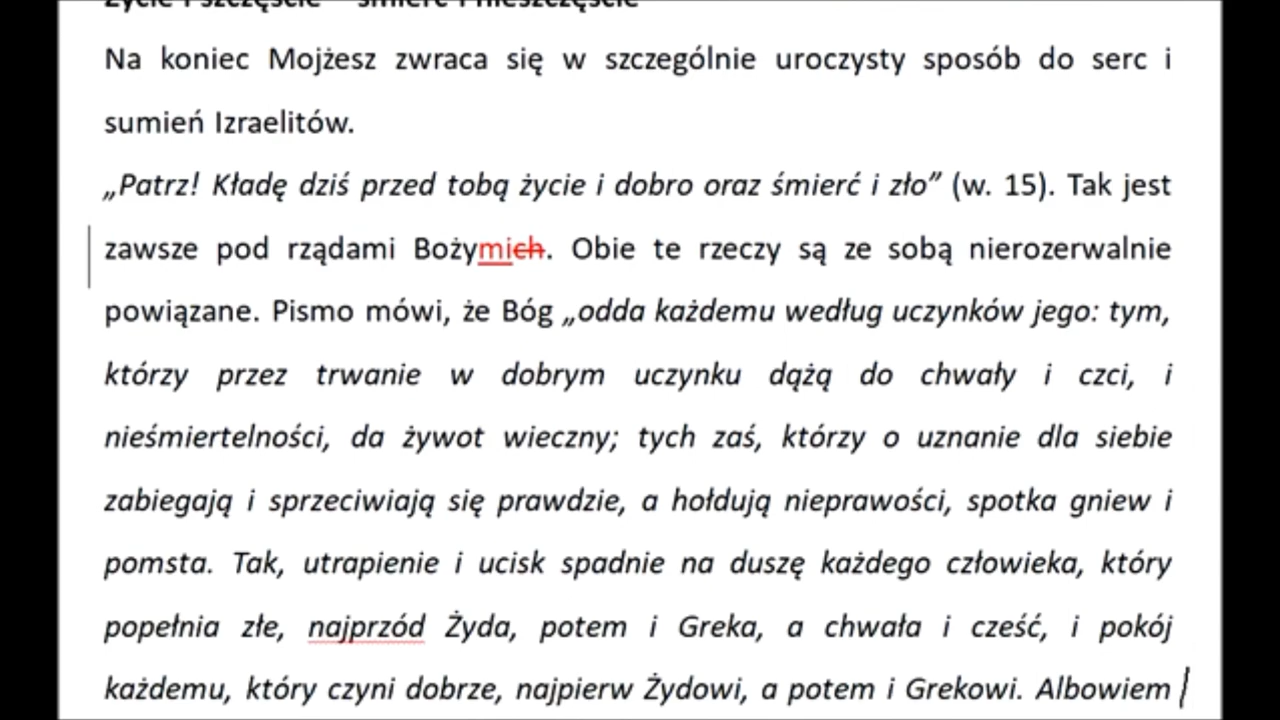 Życie i szczęście – śmierć i nieszczęście
Na koniec Mojżesz zwraca się w szczególnie uroczysty sposób do serc i
sumień Izraelitów.
„Patrz! Kładę dziś przed tobą życie i dobro oraz śmierć i zło” (w. 15). Tak jest
zawsze pod rządami Bożymich. Obie te rzeczy są ze sobą nierozerwalnie
powiązane. Pismo mówi, że Bóg „odda każdemu według uczynków jego: tym,
którzy przez trwanie w dobrym uczynku dążą do chwały i czci, i
nieśmiertelności, da żywot wieczny; tych zaś, którzy o uznanie dla siebie
zabiegają i sprzeciwiają się prawdzie, a hołdują nieprawości, spotka gniew i
pomsta. Tak, utrapienie i ucisk spadnie na duszę każdego człowieka, który
popełnia złe, najprzód Żyda, potem i Greka, a chwała i cześć, i pokój
każdemu, który czyni dobrze, najpierw Żydowi, a potem i Grekowi. Albowiem